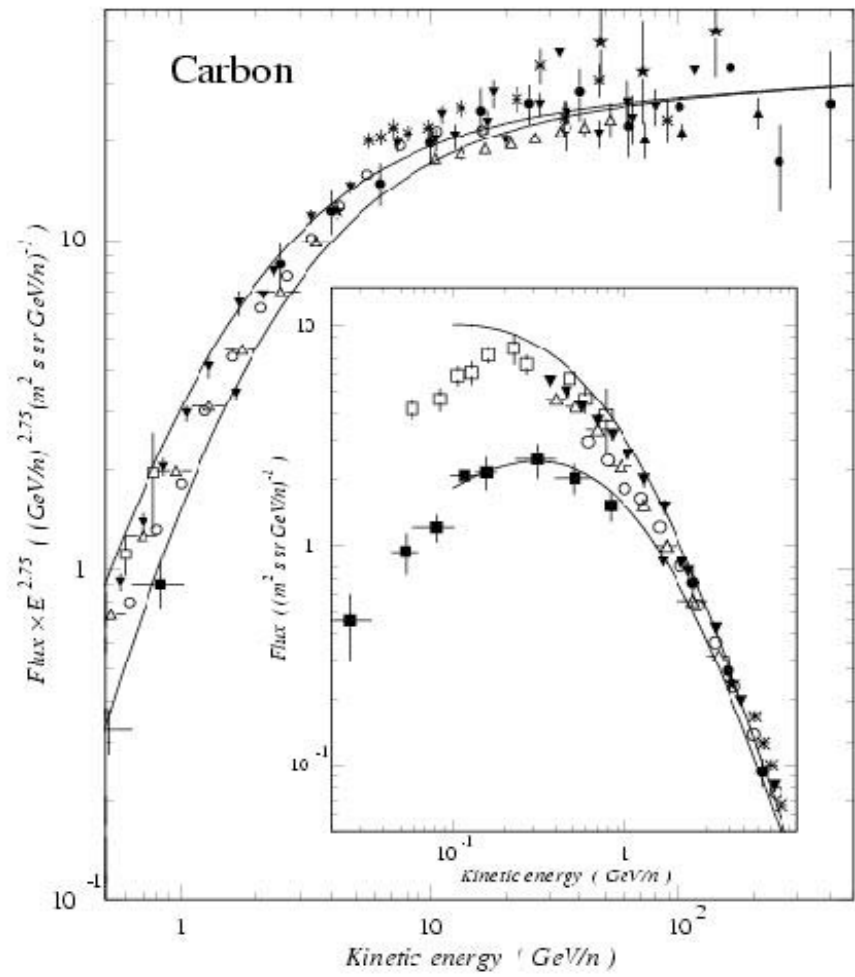 Carbon
Flux × E^2.75 ( (GeV/n)^2.75 (m^2 s sr GeV/n)^-1
10
1
10^-1
1
10
10^2
Kinetic energy ( GeV/n)
Flux ((m^2 s sr GeV/n)^-1
10
1
10^-1
10^-1
1
Kinetic energy ( GeV/n)